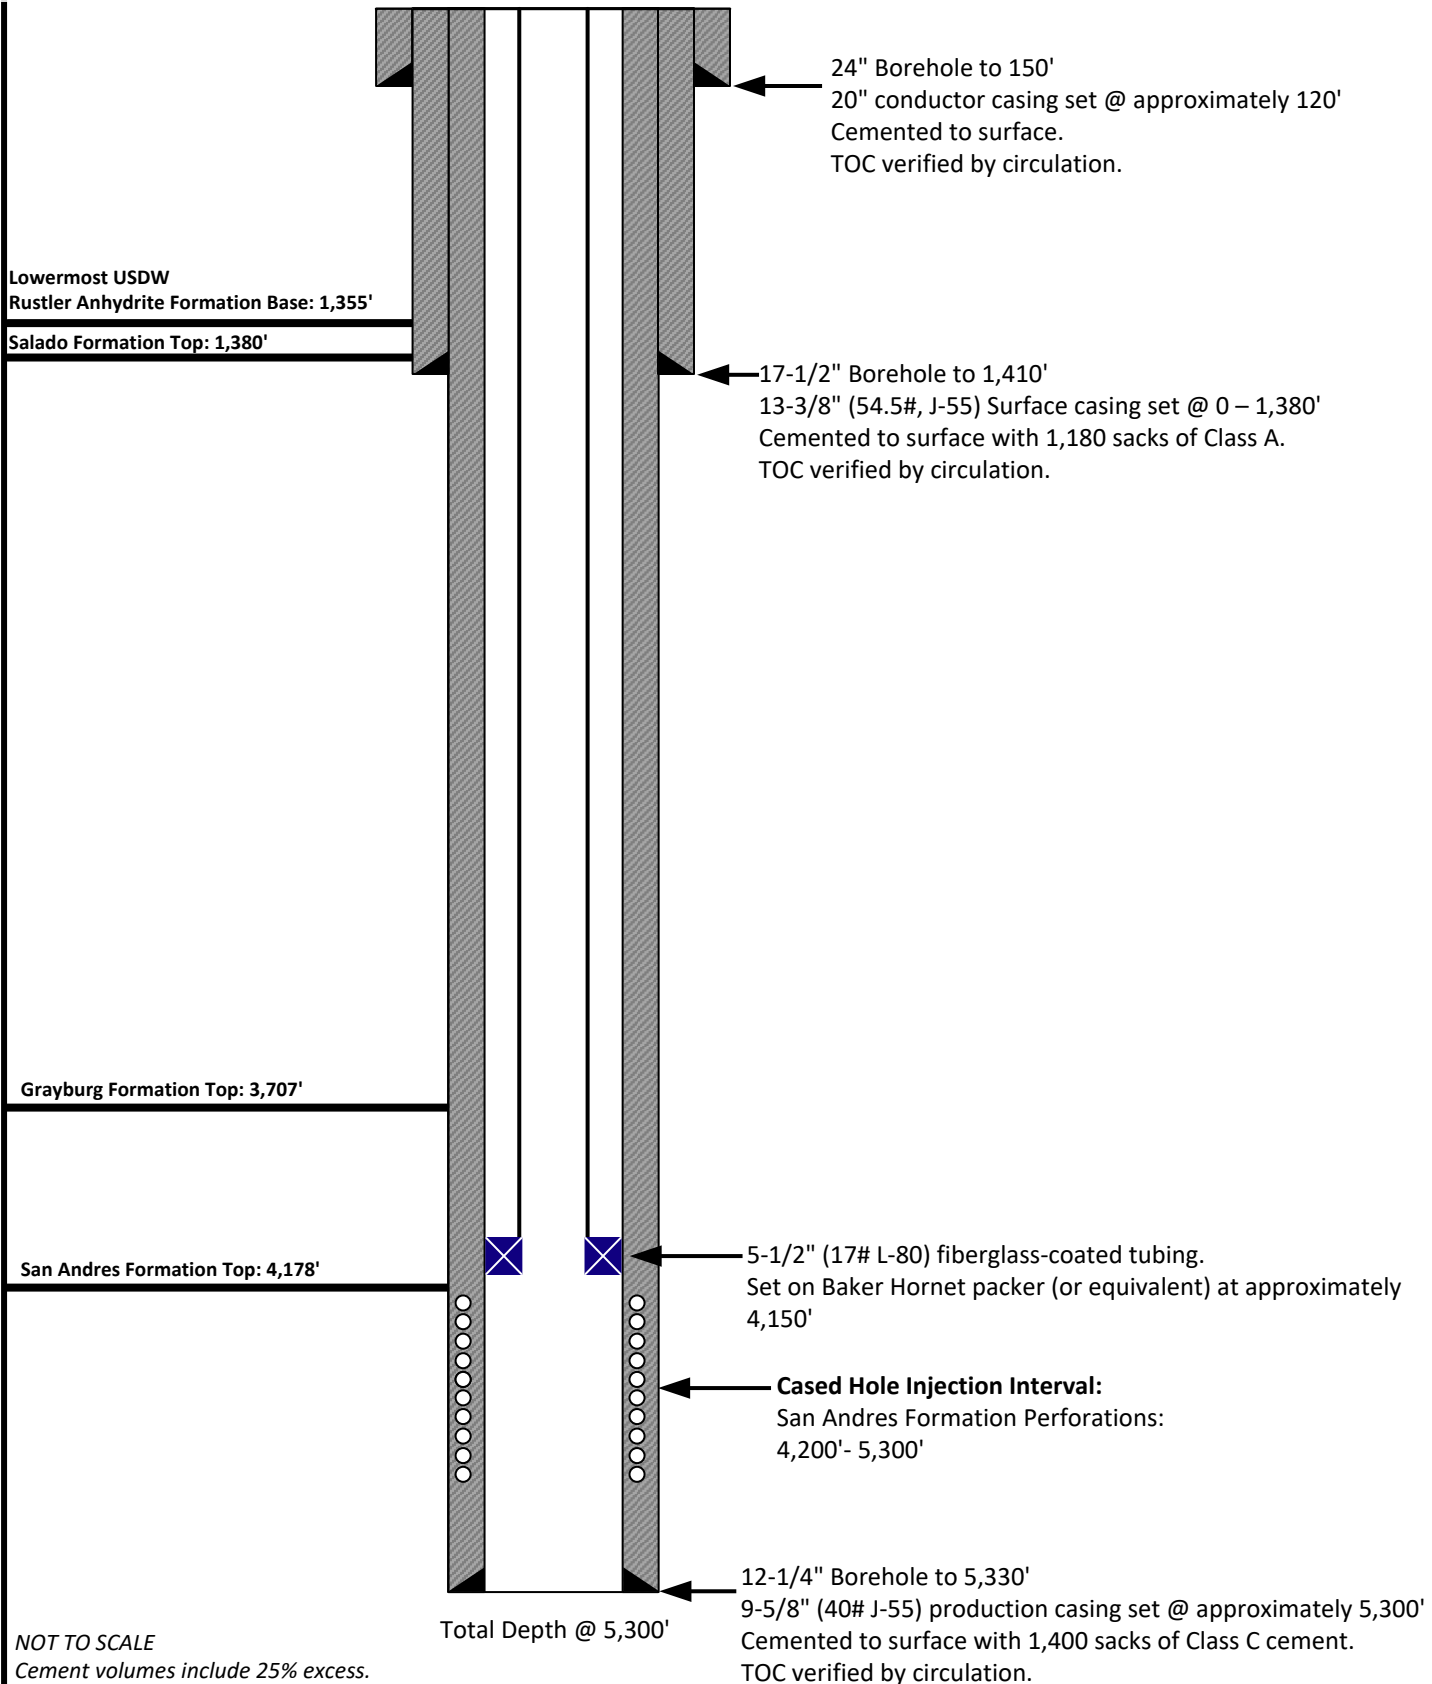 24" Borehole to 150'
20" conductor casing set @ approximately 120'
Cemented to surface.
TOC verified by circulation.
Lowermost USDW
Rustler Anhydrite Formation Base: 1,355'
Salado Formation Top: 1,380'
17-1/2" Borehole to 1,410'
13-3/8" (54.5#, J-55) Surface casing set @ 0 – 1,380'
Cemented to surface with 1,180 sacks of Class A.
TOC verified by circulation.
Grayburg Formation Top: 3,707'
San Andres Formation Top: 4,178'
5-1/2" (17# L-80) fiberglass-coated tubing.
Set on Baker Hornet packer (or equivalent) at approximately
4,150'
Cased Hole Injection Interval:
San Andres Formation Perforations:
4,200'- 5,300'
12-1/4" Borehole to 5,330'
9-5/8" (40# J-55) production casing set @ approximately 5,300'
Cemented to surface with 1,400 sacks of Class C cement.
TOC verified by circulation.
Total Depth @ 5,300'
NOT TO SCALE
Cement volumes include 25% excess.